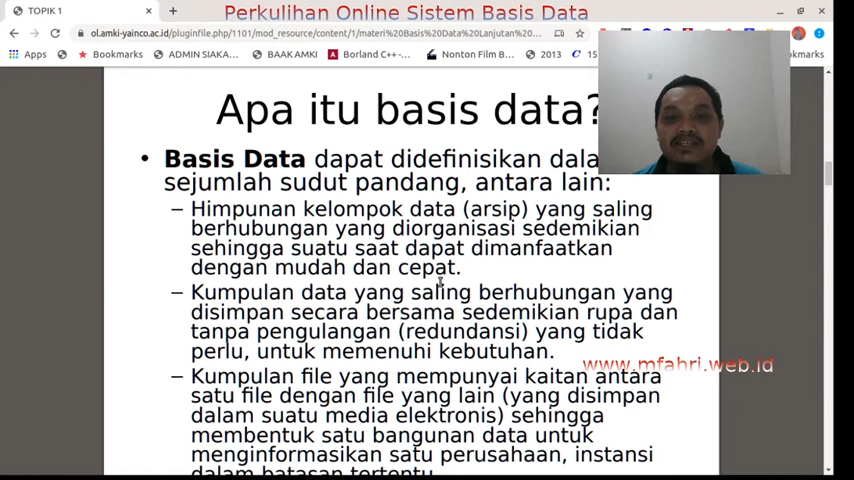 Perkulihan Online Sistem Basis Data
TOPIK 1
ol.amki-yainco.ac.id/pluginfile.php/1101/mod_resource/content/1/materi%20Basis%20Data%20Lanjutan%20...
Apps
Bookmarks
ADMIN SIAKA...
BAAK AMKI
Borland C++ -...
Nonton Film B...
2013
C 15
okmarks
Apa itu basis data?
• Basis Data dapat didefinisikan dala
sejumlah sudut pandang, antara lain:
– Himpunan kelompok data (arsip) yang saling
berhubungan yang diorganisasi sedemikian
sehingga suatu saat dapat dimanfaatkan
dengan mudah dan cepat.
– Kumpulan data yang saling berhubungan yang
disimpan secara bersama sedemikian rupa dan
tanpa pengulangan (redundansi) yang tidak
perlu, untuk memenuhi kebutuhan.
www.mfahri.web.id
– Kumpulan file yang mempunyai kaitan antara
satu file dengan file yang lain (yang disimpan
dalam suatu media elektronis) sehingga
membentuk satu bangunan data untuk
menginformasikan satu perusahaan, instansi
dalam batasan tertentu.